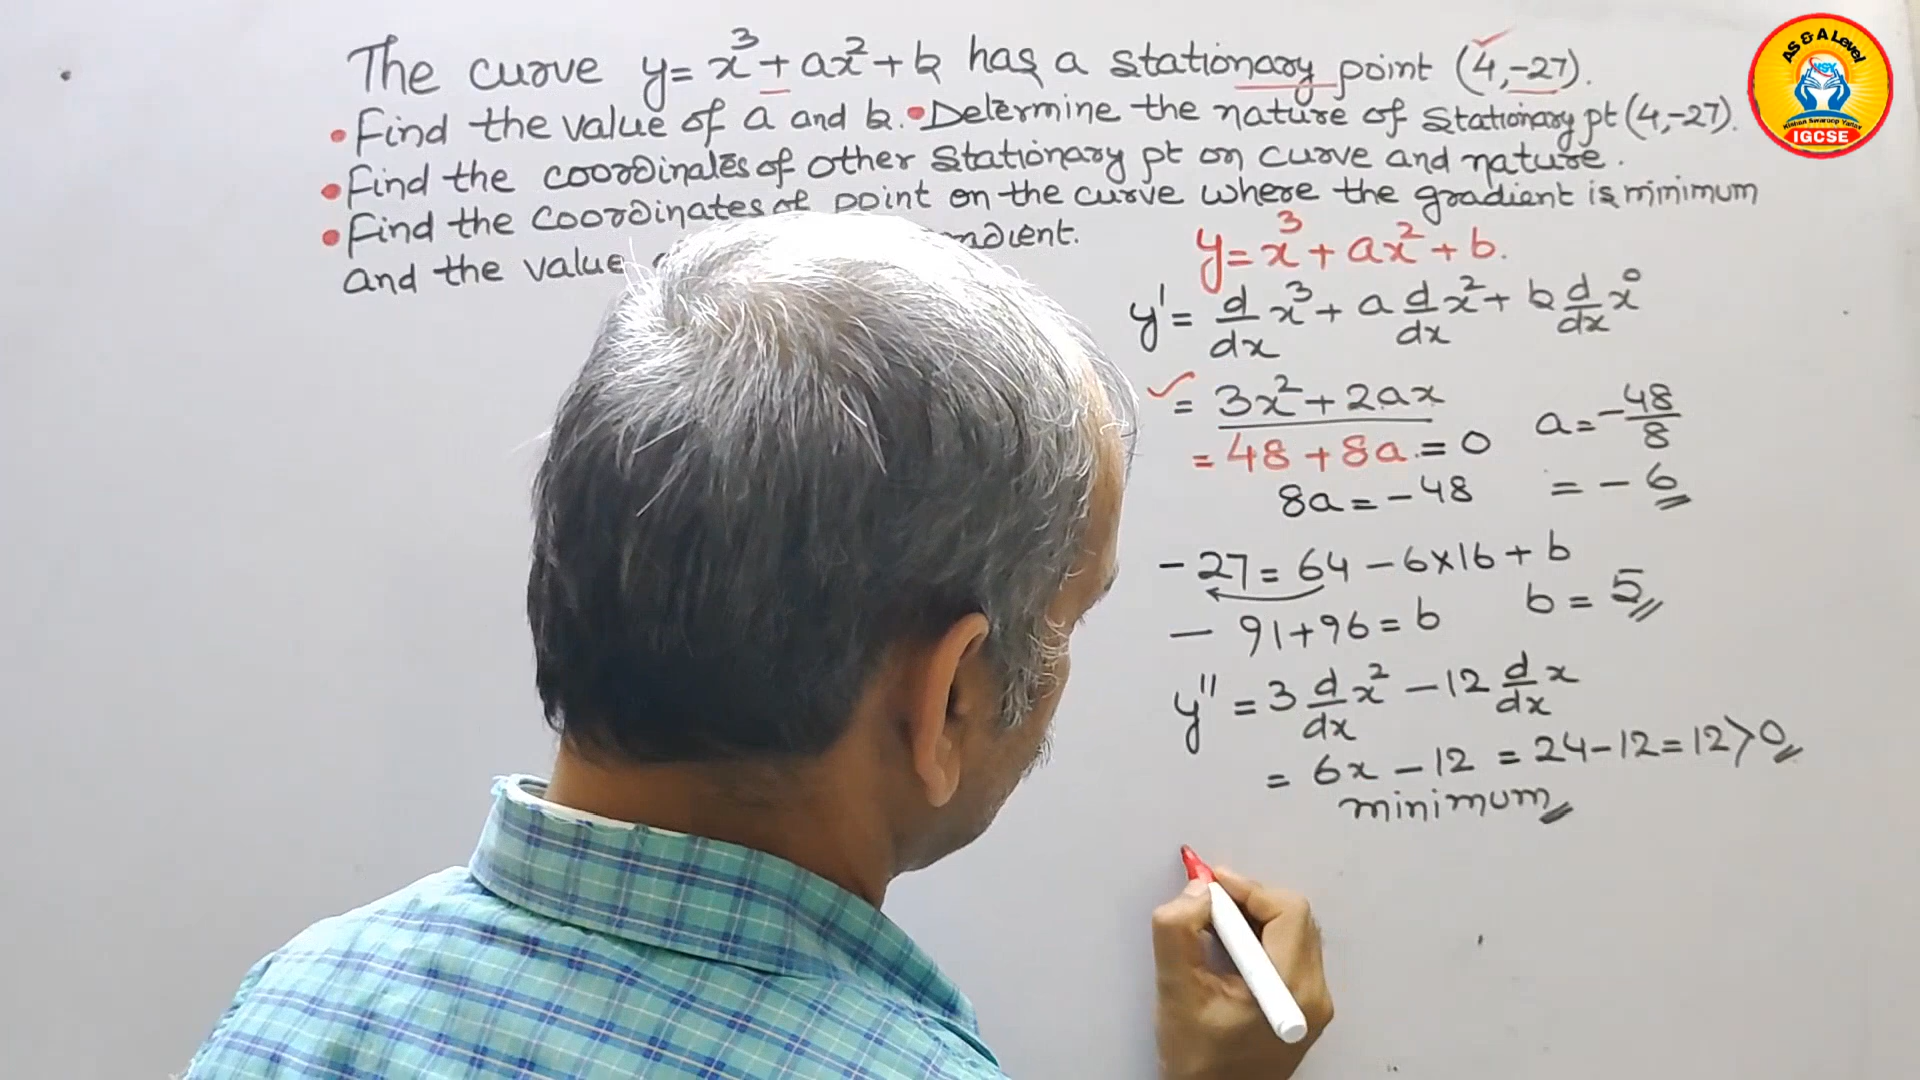 The curve y = x³ + ax² + b has a stationary point (4,-27).
• Find the value of a and b. • Determine the nature of stationary pt (4,-27).
• Find the coordinates of other stationary pt on curve and nature.
• Find the coordinates of point on the curve where the gradient is minimum
and the value
y = x³ + ax² + b.
y' = d/dx x³ + a d/dx x² + b d/dx x⁰
= 3x² + 2ax
= 48 + 8a = 0
8a = -48
a = -48/8
= -6
-27 = 64 - 6×16 + b
-91 + 96 = b
b = 5
y'' = 3 d/dx x² - 12 d/dx x
= 6x - 12 = 24 - 12 = 12 > 0
minimum
AS & A Level
KSY
Kishan Swaroop Yadav
IGCSE